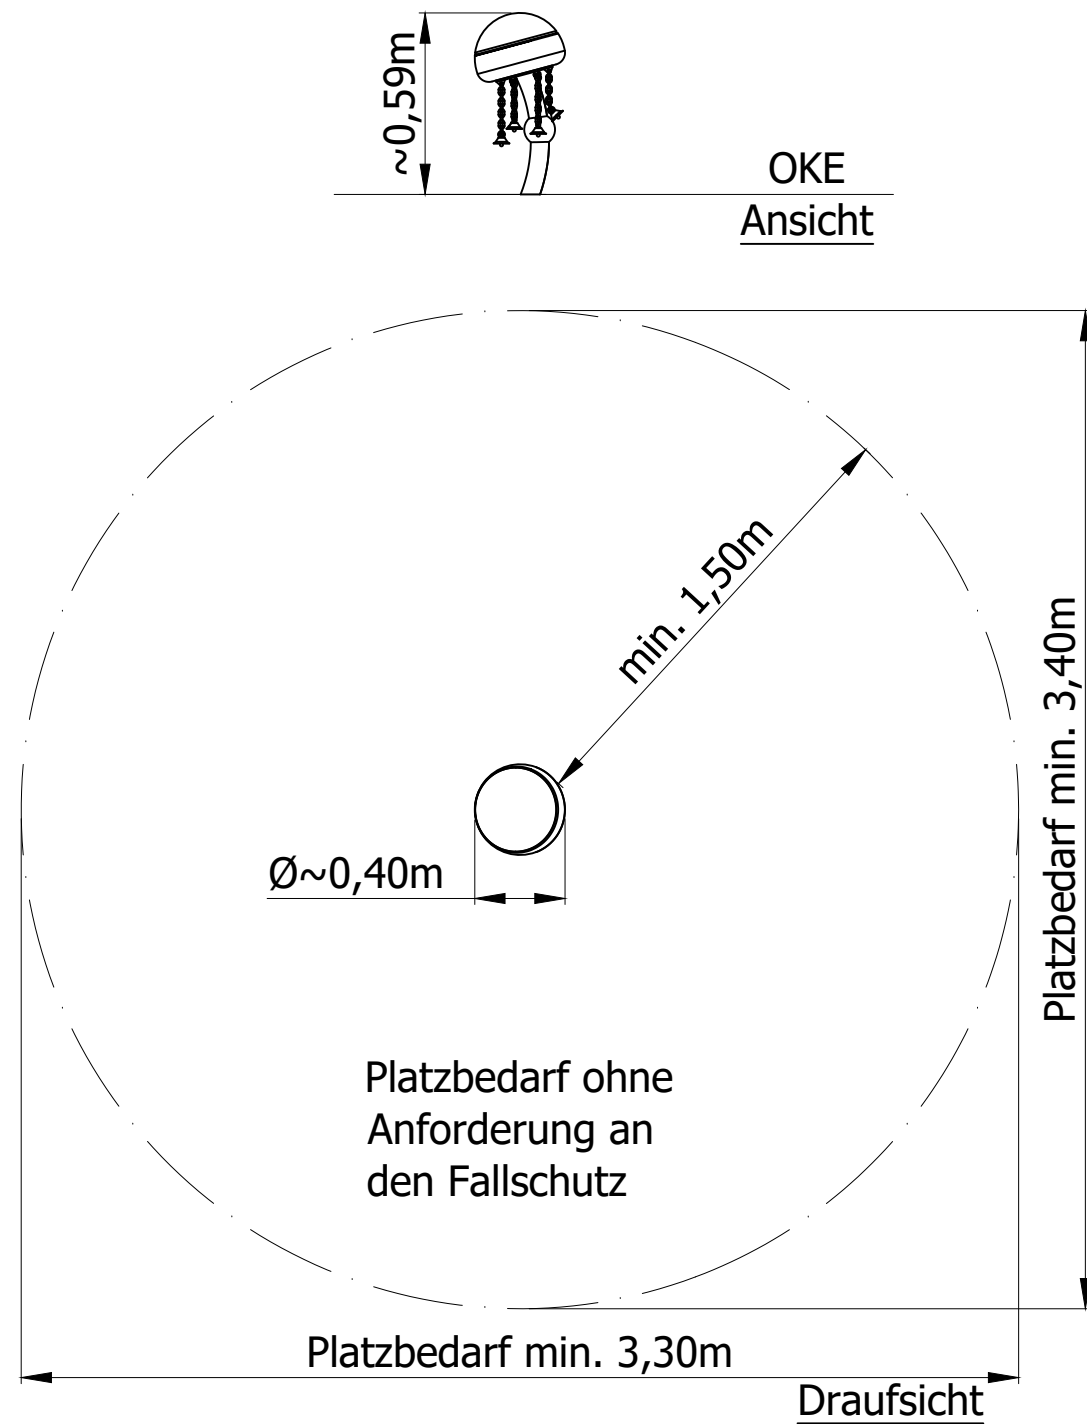 ~0,59m
OKE
Ansicht
min. 1,50m
Platzbedarf min. 3,40m
Ø~0,40m
Platzbedarf ohne
Anforderung an
den Fallschutz
Platzbedarf min. 3,30m
Draufsicht